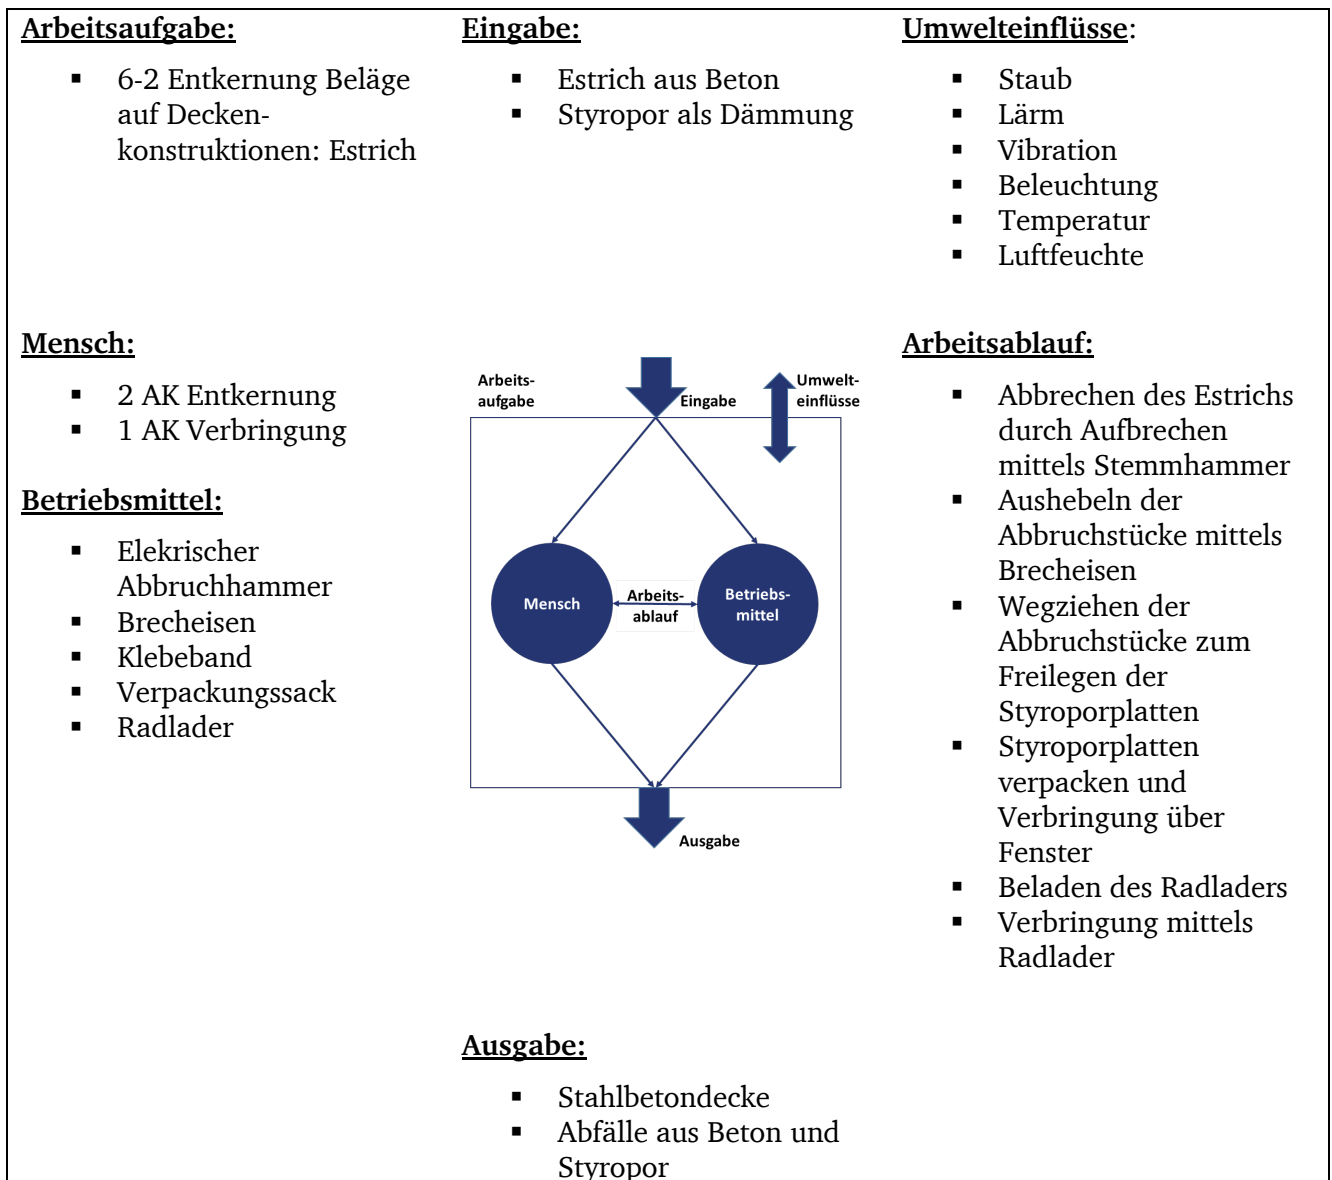 Arbeitsaufgabe:
▪ 6-2 Entkernung Beläge
auf Decken-
konstruktionen: Estrich
Eingabe:
▪ Estrich aus Beton
▪ Styropor als Dämmung
Umwelteinflüsse:
▪ Staub
▪ Lärm
▪ Vibration
▪ Beleuchtung
▪ Temperatur
▪ Luftfeuchte
Mensch:
▪ 2 AK Entkernung
▪ 1 AK Verbringung
Betriebsmittel:
▪ Elekrischer
Abbruchhammer
▪ Brecheisen
▪ Klebeband
▪ Verpackungssack
▪ Radlader
Arbeits-
aufgabe
Eingabe
Umwelt-
einflüsse
Mensch
Arbeits-
ablauf
Betriebs-
mittel
Ausgabe
Arbeitsablauf:
▪ Abbrechen des Estrichs
durch Aufbrechen
mittels Stemmhammer
▪ Aushebeln der
Abbruchstücke mittels
Brecheisen
▪ Wegziehen der
Abbruchstücke zum
Freilegen der
Styroporplatten
▪ Styroporplatten
verpacken und
Verbringung über
Fenster
▪ Beladen des Radladers
▪ Verbringung mittels
Radlader
Ausgabe:
▪ Stahlbetondecke
▪ Abfälle aus Beton und
Styropor